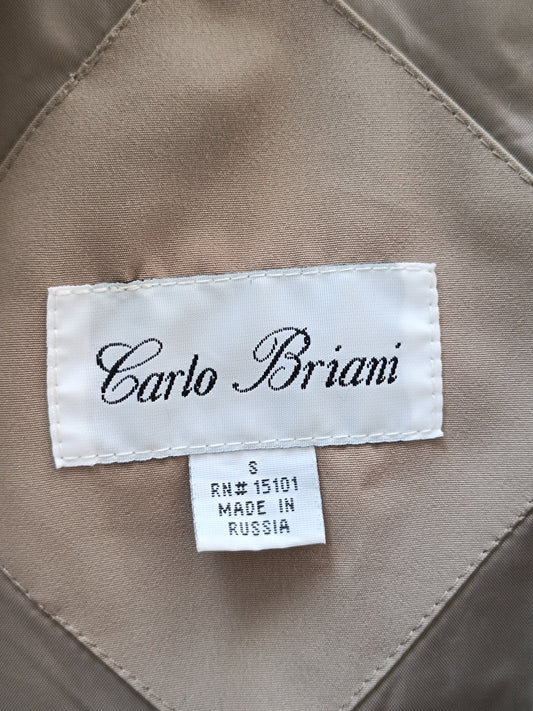 Carlo Briani
S
RN# 15101
MADE IN
RUSSIA